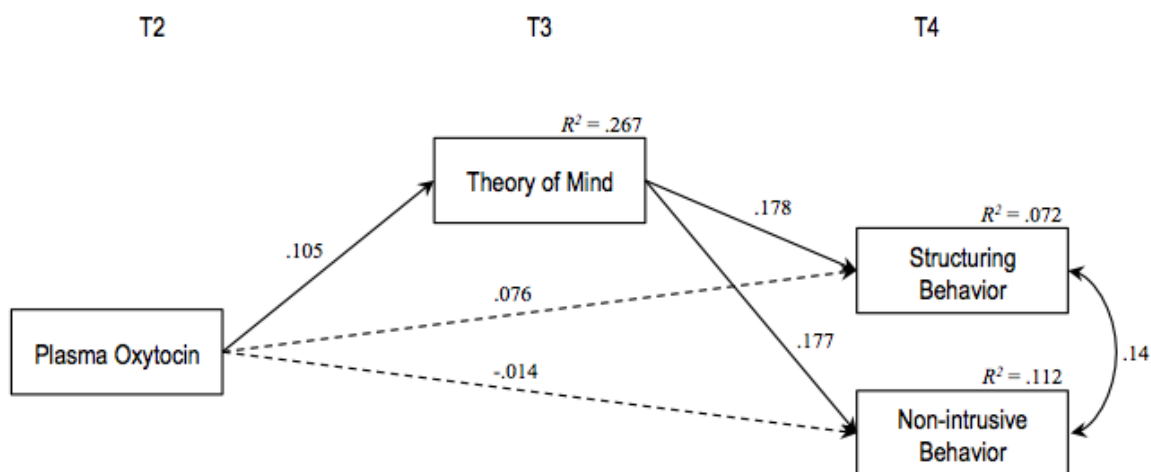 T2 T3 T4
R² = .267
Theory of Mind
.178
R² = .072
Structuring
Behavior
.105
.076
Plasma Oxytocin
.177
.14
-.014
R² = .112
Non-intrusive
Behavior